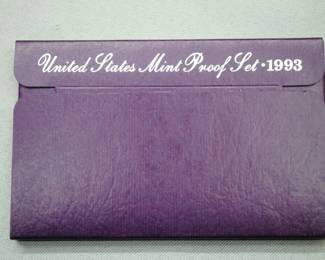 United States Mint Proof Set · 1993